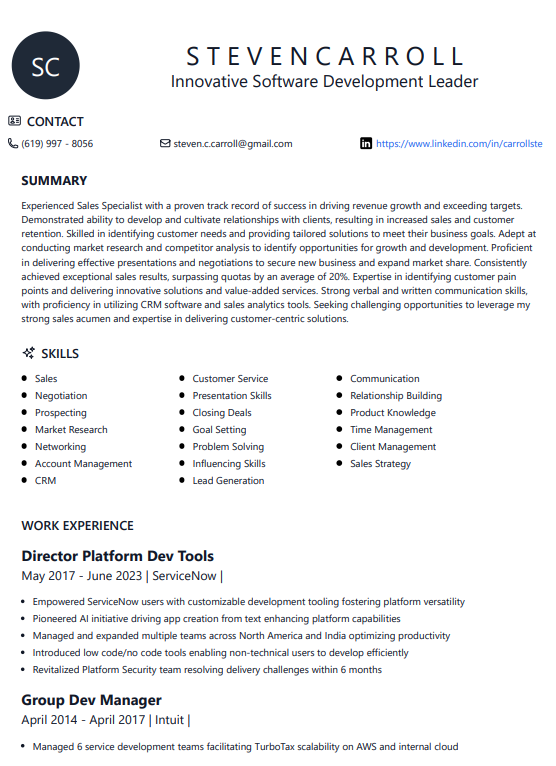 SC
STEVENCARROLL
Innovative Software Development Leader
CONTACT
(619) 997 - 8056
steven.c.carroll@gmail.com
https://www.linkedin.com/in/carrollste
SUMMARY
Experienced Sales Specialist with a proven track record of success in driving revenue growth and exceeding targets.
Demonstrated ability to develop and cultivate relationships with clients, resulting in increased sales and customer
retention. Skilled in identifying customer needs and providing tailored solutions to meet their business goals. Adept at
conducting market research and competitor analysis to identify opportunities for growth and development. Proficient
in delivering effective presentations and negotiations to secure new business and expand market share. Consistently
achieved exceptional sales results, surpassing quotas by an average of 20%. Expertise in identifying customer pain
points and delivering innovative solutions and value-added services. Strong verbal and written communication skills,
with proficiency in utilizing CRM software and sales analytics tools. Seeking challenging opportunities to leverage my
strong sales acumen and expertise in delivering customer-centric solutions.
SKILLS
Sales
Negotiation
Prospecting
Market Research
Networking
Account Management
CRM
Customer Service
Presentation Skills
Closing Deals
Goal Setting
Problem Solving
Influencing Skills
Lead Generation
Communication
Relationship Building
Product Knowledge
Time Management
Client Management
Sales Strategy
WORK EXPERIENCE
Director Platform Dev Tools
May 2017 - June 2023 | ServiceNow |
Empowered ServiceNow users with customizable development tooling fostering platform versatility
Pioneered AI initiative driving app creation from text enhancing platform capabilities
Managed and expanded multiple teams across North America and India optimizing productivity
Introduced low code/no code tools enabling non-technical users to develop efficiently
Revitalized Platform Security team resolving delivery challenges within 6 months
Group Dev Manager
April 2014 - April 2017 | Intuit |
Managed 6 service development teams facilitating TurboTax scalability on AWS and internal cloud